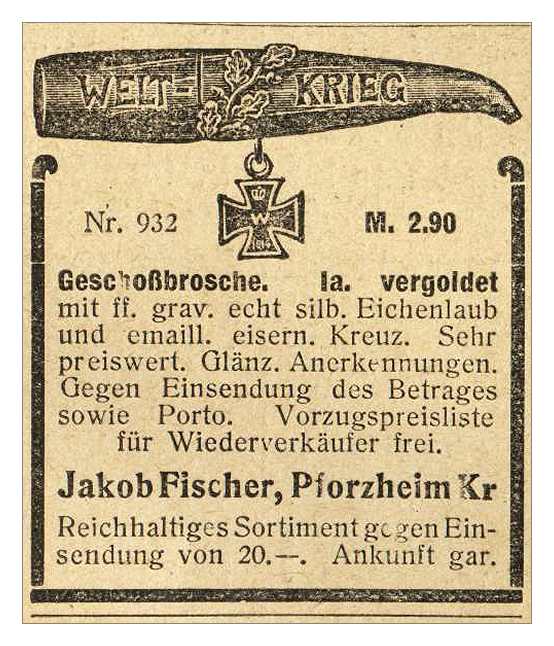 WELT-KRIEG
W
1914
Nr. 932 M. 2.90
Geschoßbrosche. Ia. vergoldet
mit ff. grav. echt silb. Eichenlaub
und emaill. eisern. Kreuz. Sehr
preiswert. Glänz. Anerkennungen.
Gegen Einsendung des Betrages
sowie Porto. Vorzugspreisliste
für Wiederverkäufer frei.
Jakob Fischer, Pforzheim Kr
Reichhaltiges Sortiment gegen Ein-
sendung von 20.—. Ankunft gar.